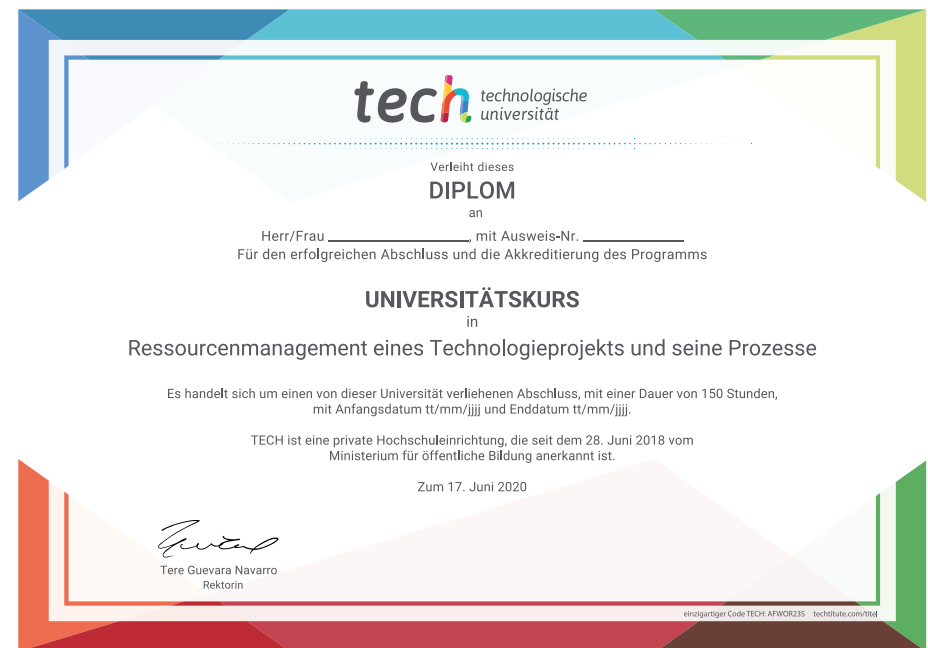 tech technologische
universität
Verleiht dieses
DIPLOM
an
Herr/Frau ____________, mit Ausweis-Nr. ____________
Für den erfolgreichen Abschluss und die Akkreditierung des Programms
UNIVERSITÄTSKURS
in
Ressourcenmanagement eines Technologieprojekts und seine Prozesse
Es handelt sich um einen von dieser Universität verliehenen Abschluss, mit einer Dauer von 150 Stunden,
mit Anfangsdatum tt/mm/jjjj und Enddatum tt/mm/jjjj.
TECH ist eine private Hochschuleinrichtung, die seit dem 28. Juni 2018 vom
Ministerium für öffentliche Bildung anerkannt ist.
Zum 17. Juni 2020
Tere Guevara Navarro
Rektorin
einzigartiger Code TECH: AFWOR23S techtitute.com/titel